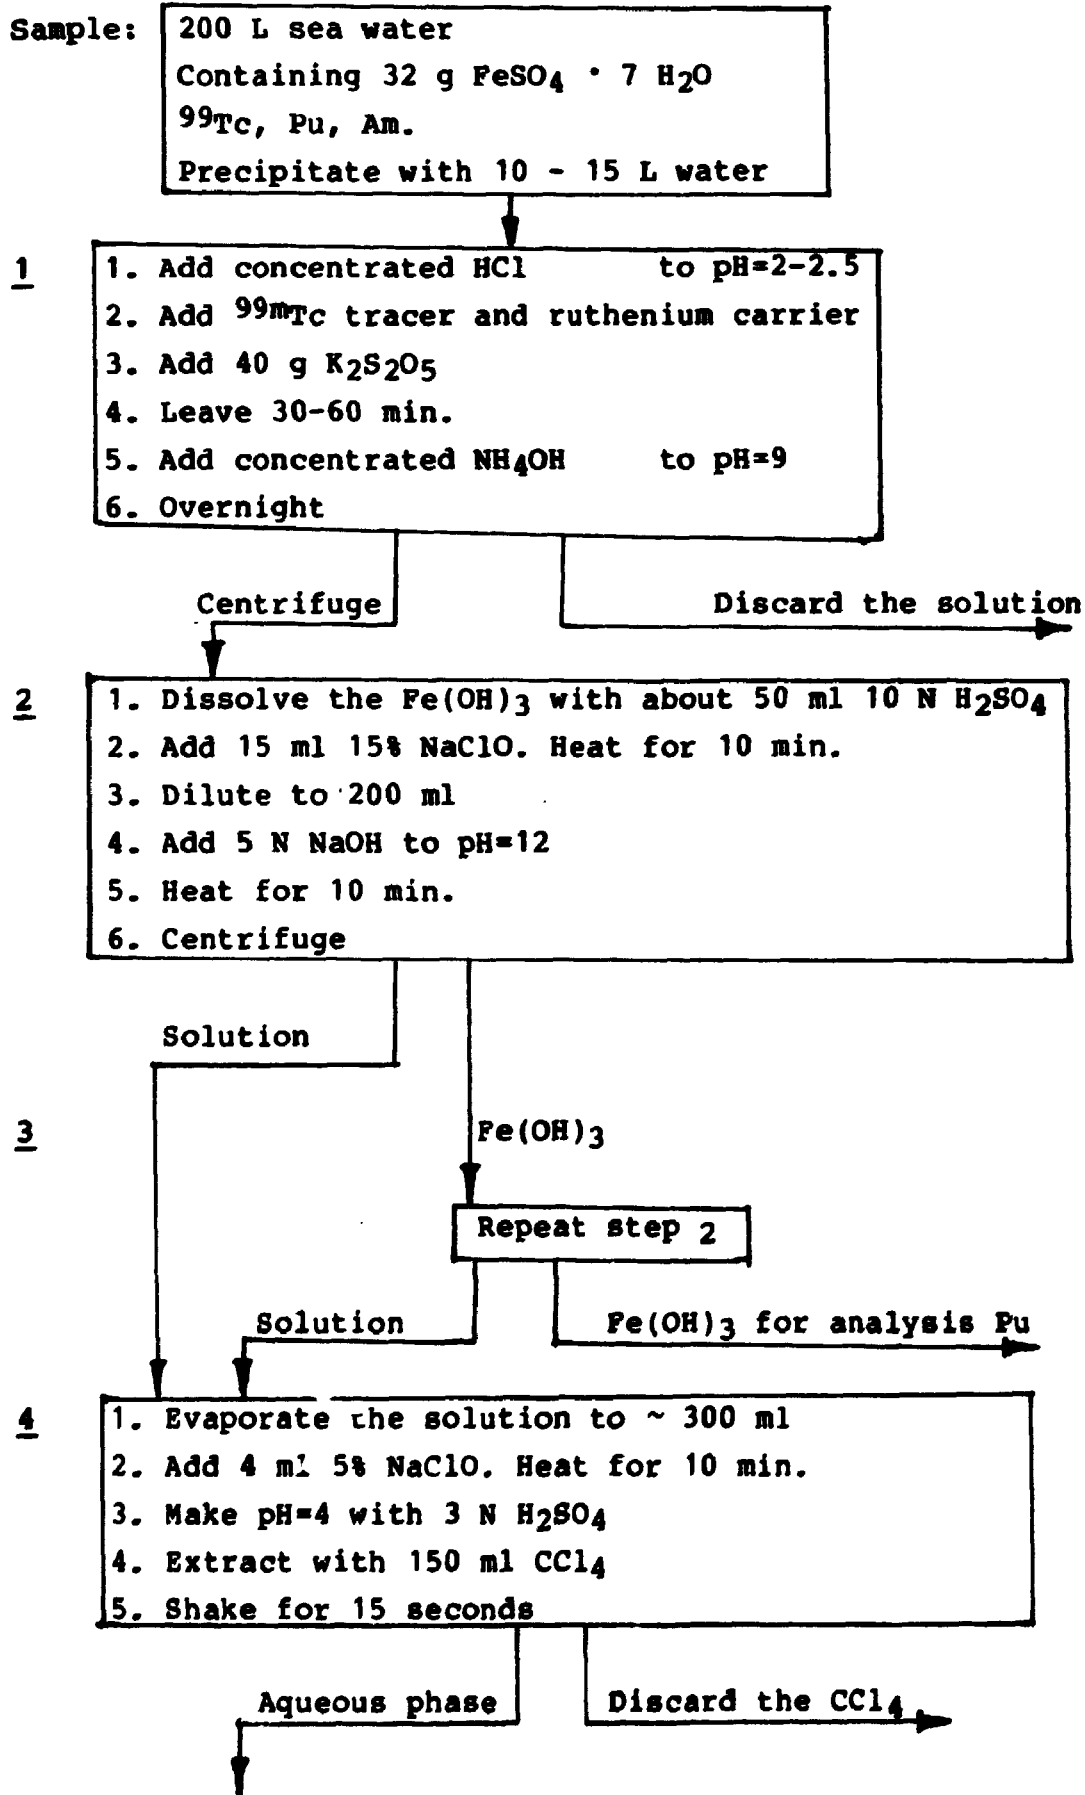 Sample:
200 L sea water
Containing 32 g FeSO4 · 7 H2O
99Tc, Pu, Am.
Precipitate with 10 - 15 L water
1
1. Add concentrated HCl to pH=2-2.5
2. Add 99mTc tracer and ruthenium carrier
3. Add 40 g K2S2O5
4. Leave 30-60 min.
5. Add concentrated NH4OH to pH=9
6. Overnight
Centrifuge
Discard the solution
2
1. Dissolve the Fe(OH)3 with about 50 ml 10 N H2SO4
2. Add 15 ml 15% NaClO. Heat for 10 min.
3. Dilute to 200 ml
4. Add 5 N NaOH to pH=12
5. Heat for 10 min.
6. Centrifuge
Solution
3
Fe(OH)3
Repeat step 2
Solution
Fe(OH)3 for analysis Pu
4
1. Evaporate the solution to ~ 300 ml
2. Add 4 ml 5% NaClO. Heat for 10 min.
3. Make pH=4 with 3 N H2SO4
4. Extract with 150 ml CCl4
5. Shake for 15 seconds
Aqueous phase
Discard the CCl4